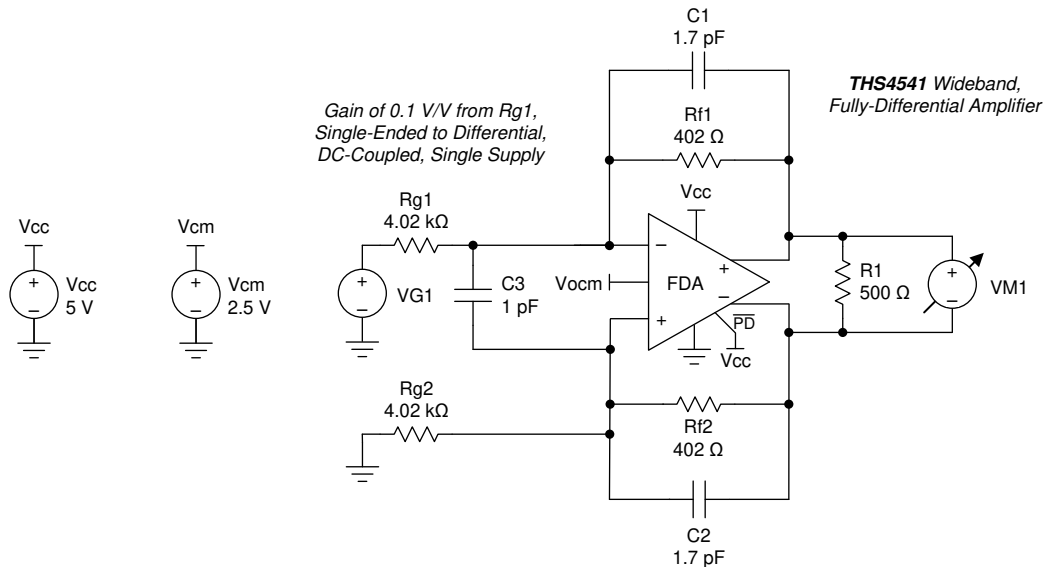 C1
1.7 pF
THS4541 Wideband,
Fully-Differential Amplifier
Gain of 0.1 V/V from Rg1,
Single-Ended to Differential,
DC-Coupled, Single Supply
Rf1
402 Ω
Vcc
Rg1
4.02 kΩ
Vcc
+
−
Vcc
5 V
Vcm
+
−
Vcm
2.5 V
+
−
VG1
C3
1 pF
Vocm
−
+
FDA
+
−
PD
Vcc
R1
500 Ω
+
−
VM1
Rg2
4.02 kΩ
Rf2
402 Ω
C2
1.7 pF